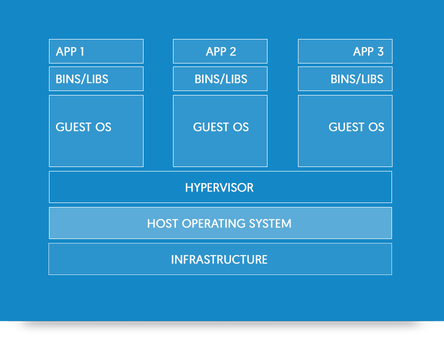 APP 1
APP 2
APP 3
BINS/LIBS
BINS/LIBS
BINS/LIBS
GUEST OS
GUEST OS
GUEST OS
HYPERVISOR
HOST OPERATING SYSTEM
INFRASTRUCTURE